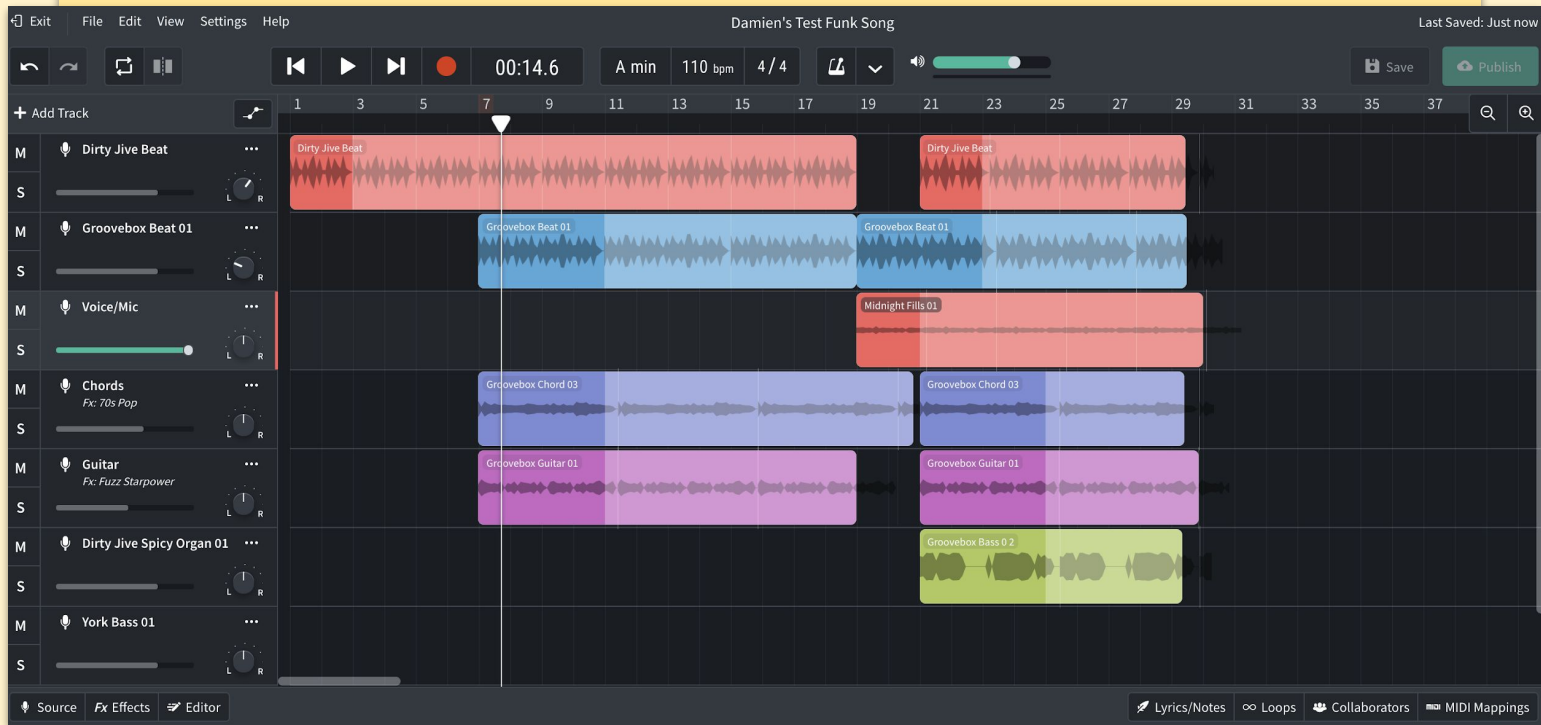 Exit File Edit View Settings Help
Damien's Test Funk Song
Last Saved: Just now
00:14.6
A min 110 bpm 4/4
Save
Publish
Add Track
1 3 5 7 9 11 13 15 17 19 21 23 25 27 29 31 33 35 37
M Dirty Jive Beat
S L R
Dirty Jive Beat Dirty Jive Beat
M Groovebox Beat 01
S L R
Groovebox Beat 01 Groovebox Beat 01
M Voice/Mic
S L R
Midnight Fills 01
M Chords
Fx: 70s Pop
S L R
Groovebox Chord 03 Groovebox Chord 03
M Guitar
Fx: Fuzz Starpower
S L R
Groovebox Guitar 01 Groovebox Guitar 01
M Dirty Jive Spicy Organ 01
S L R
Groovebox Bass 02
M York Bass 01
S L R
Source Fx Effects Editor
Lyrics/Notes Loops Collaborators MIDI MIDI Mappings